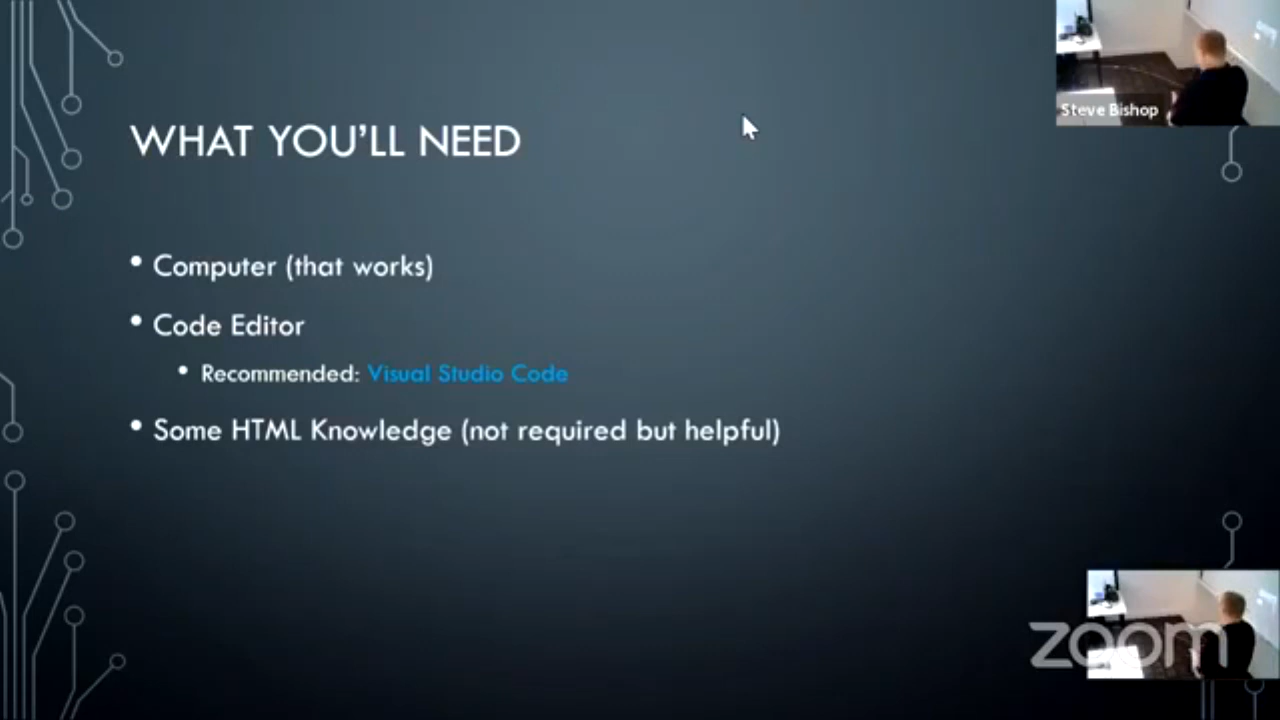 Steve Bishop
WHAT YOU'LL NEED
• Computer (that works)
• Code Editor
• Recommended: Visual Studio Code
• Some HTML Knowledge (not required but helpful)
zoom